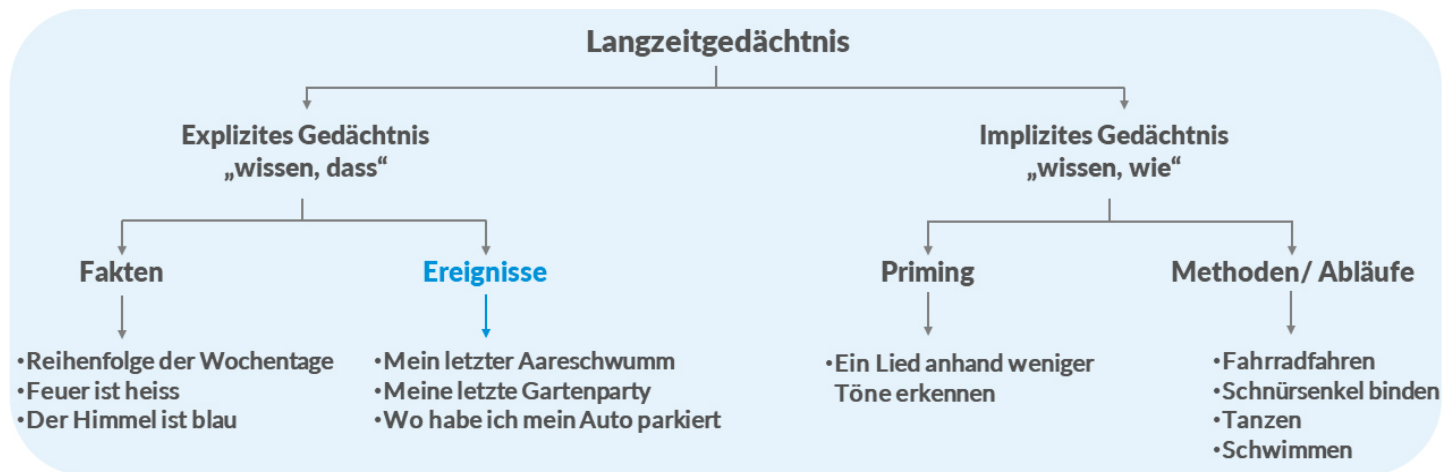 Langzeitgedächtnis
Explizites Gedächtnis
„wissen, dass“
Implizites Gedächtnis
„wissen, wie“
Fakten
Ereignisse
Priming
Methoden/ Abläufe
•Reihenfolge der Wochentage
•Feuer ist heiss
•Der Himmel ist blau
•Mein letzter Aareschwumm
•Meine letzte Gartenparty
•Wo habe ich mein Auto parkiert
•Ein Lied anhand weniger
Töne erkennen
•Fahrradfahren
•Schnürsenkel binden
•Tanzen
•Schwimmen